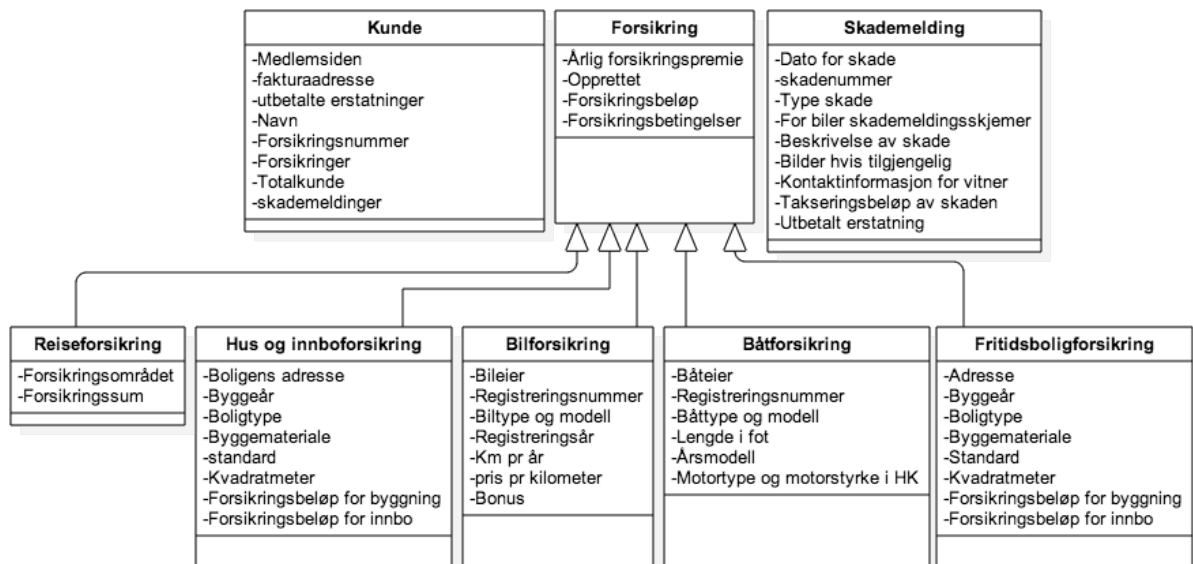 Kunde
-Medlemsiden
-fakturaadresse
-utbetalte erstatninger
-Navn
-Forsikringsnummer
-Forsikringer
-Totalkunde
-skademeldinger
Forsikring
-Årlig forsikringspremie
-Opprettet
-Forsikringsbeløp
-Forsikringsbetingelser
Skademelding
-Dato for skade
-skadenummer
-Type skade
-For biler skademeldingsskjemer
-Beskrivelse av skade
-Bilder hvis tilgjengelig
-Kontaktinformasjon for vitner
-Takseringsbeløp av skaden
-Utbetalt erstatning
Reiseforsikring
-Forsikringsområdet
-Forsikringssum
Hus og innboforsikring
-Boligens adresse
-Byggeår
-Boligtype
-Byggemateriale
-standard
-Kvadratmeter
-Forsikringsbeløp for byggning
-Forsikringsbeløp for innbo
Bilforsikring
-Bileier
-Registreringsnummer
-Biltype og modell
-Registreringsår
-Km pr år
-pris pr kilometer
-Bonus
Båtforsikring
-Båteier
-Registreringsnummer
-Båttype og modell
-Lengde i fot
-Årsmodell
-Motortype og motorstyrke i HK
Fritidsboligforsikring
-Adresse
-Byggeår
-Boligtype
-Byggemateriale
-Standard
-Kvadratmeter
-Forsikringsbeløp for byggning
-Forsikringsbeløp for innbo